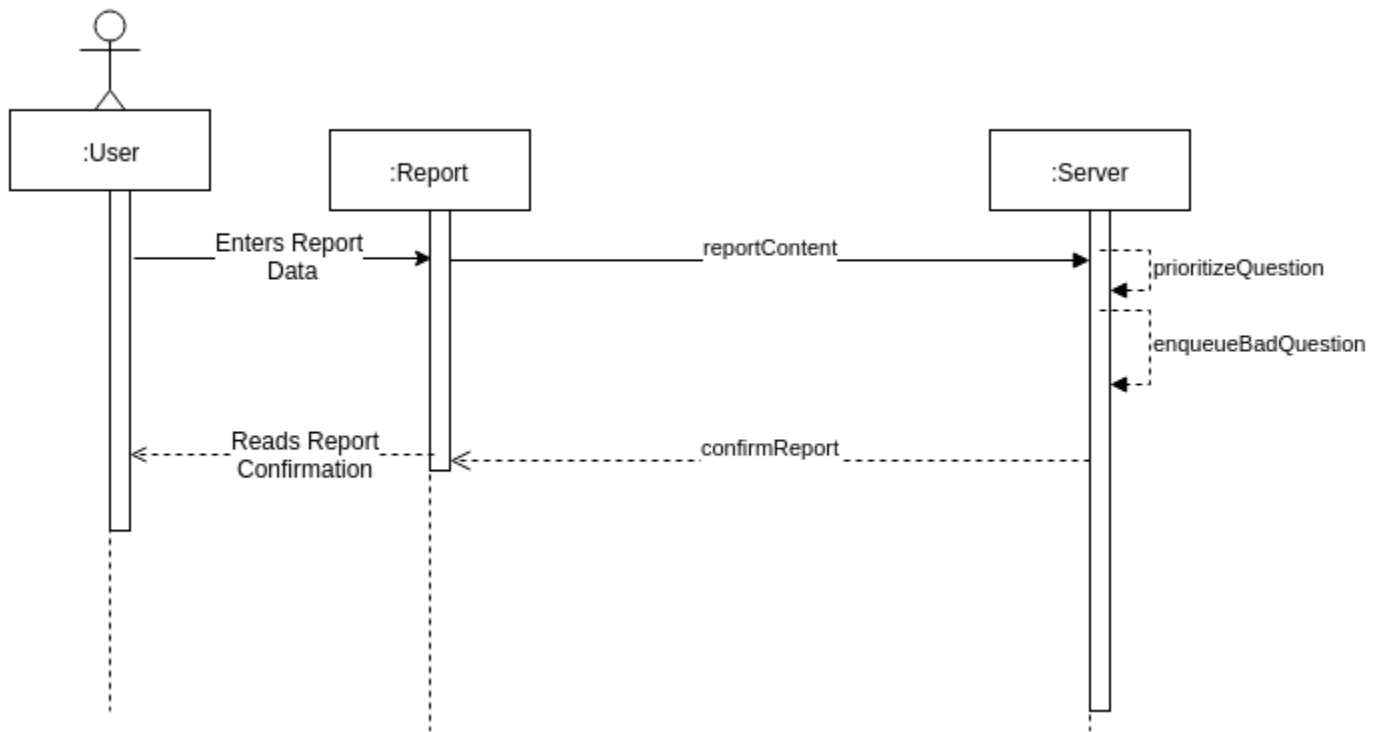 :User
:Report
:Server
Enters Report
Data
reportContent
prioritizeQuestion
enqueueBadQuestion
Reads Report
Confirmation
confirmReport